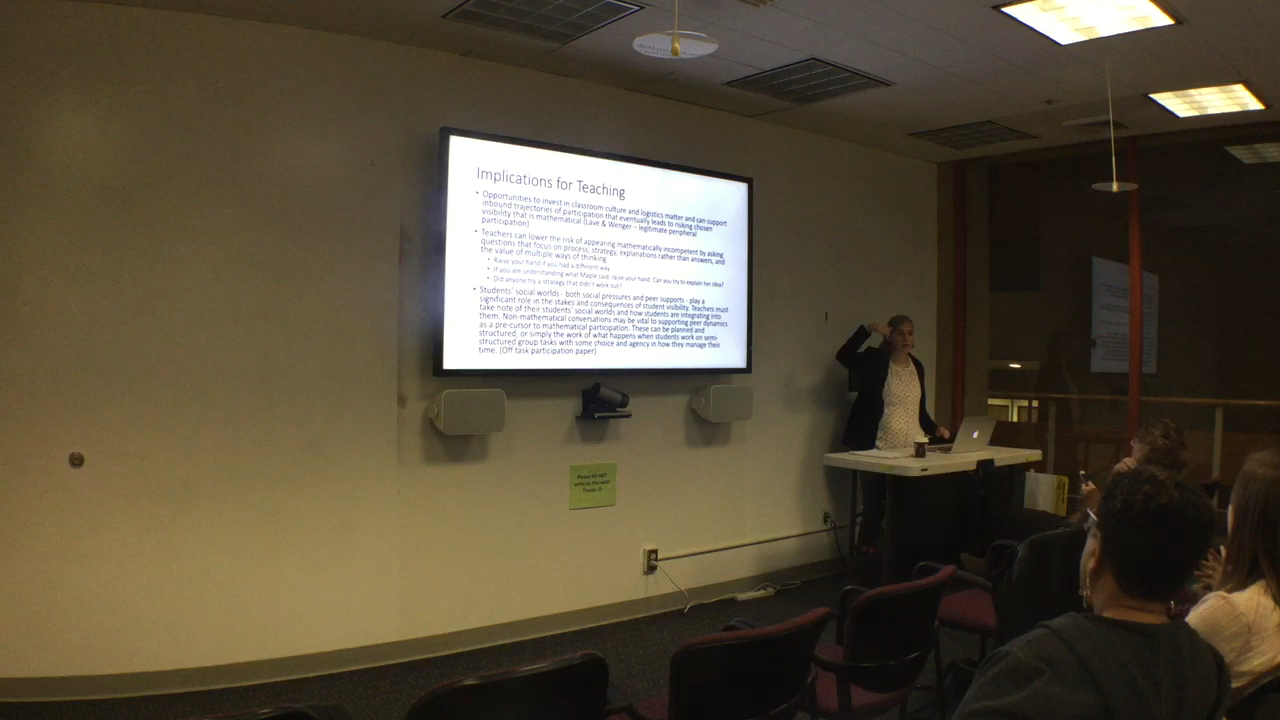 Implications for Teaching
• Opportunities to invest in classroom culture and logistics matter and can support
inbound trajectories of participation that eventually leads to risking chosen
visibility that is mathematical (Lave & Wenger – legitimate peripheral
participation)
• Teachers can lower the risk of appearing mathematically incompetent by asking
questions that focus on process, strategy, explanations rather than answers, and
the value of multiple ways of thinking
• Raise your hand if you had a different way
• If you are understanding what Maple said, raise your hand. Can you try to explain her idea?
• Did anyone try a strategy that didn't work out?
• Students' social worlds - both social pressures and peer supports - play a
significant role in the stakes and consequences of student visibility. Teachers must
take note of their students' social worlds and how students are integrating into
them. Non-mathematical conversations may be vital to supporting peer dynamics
as a pre-cursor to mathematical participation. These can be planned and
structured, or simply the work of what happens when students work on semi-
structured group tasks with some choice and agency in how they manage their
time. (Off task participation paper)
Please DO NOT
write on this wall!
Thanks ☺